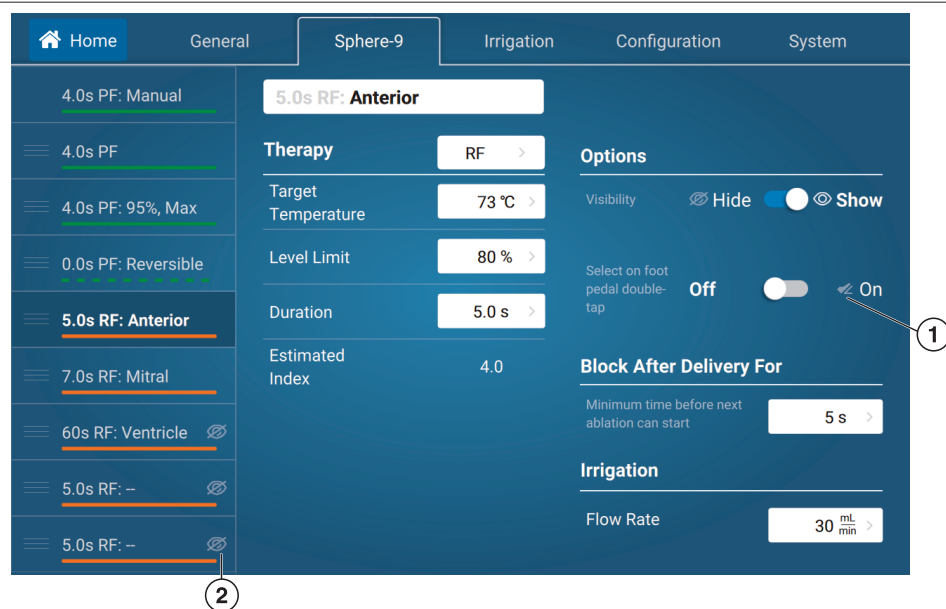 Home General Sphere-9 Irrigation Configuration System
4.0s PF: Manual
4.0s PF
4.0s PF: 95%, Max
0.0s PF: Reversible
5.0s RF: Anterior
7.0s RF: Mitral
60s RF: Ventricle
5.0s RF: --
5.0s RF: --
5.0s RF: Anterior
Therapy RF >
Target
Temperature
73 °C >
Level Limit 80 % >
Duration 5.0 s >
Estimated
Index
4.0
Options
Visibility Hide Show
Select on foot
pedal double-
tap
Off On
Block After Delivery For
Minimum time before next
ablation can start
5 s >
Irrigation
Flow Rate 30 mL/min >
1
2